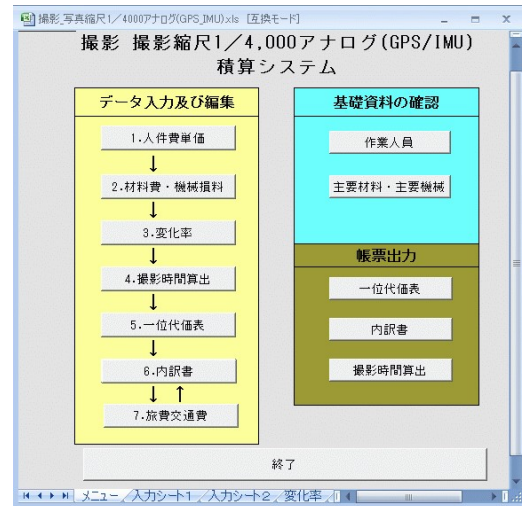 撮影_写真縮尺1/4000アナログ(GPS_IMU).xls [互換モード]
撮影 撮影縮尺1/4,000アナログ(GPS/IMU)
積算システム
データ入力及び編集
1.人件費単価
↓
2.材料費・機械損料
↓
3.変化率
↓
4.撮影時間算出
↓
5.一位代価表
↓
6.内訳書
↓ ↑
7.旅費交通費
基礎資料の確認
作業人員
主要材料・主要機械
帳票出力
一位代価表
内訳書
撮影時間算出
終了
メニュー 入力シート1 入力シート2 変化率